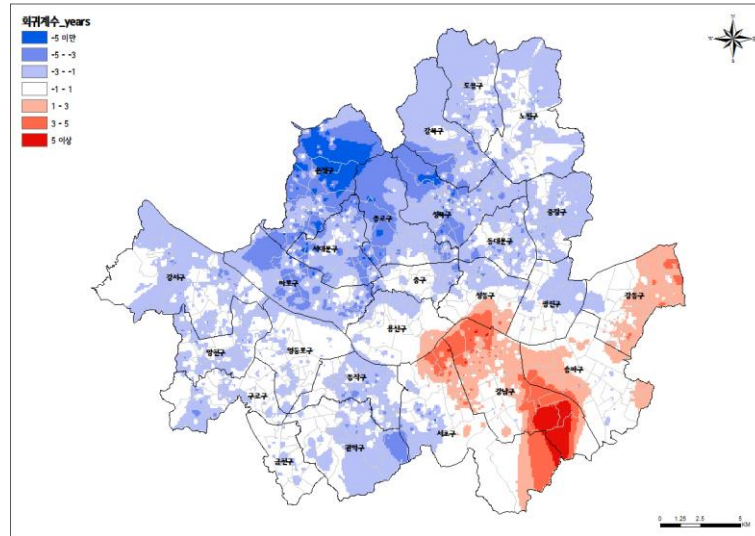 회귀계수_years
-5 미만
-5 - -3
-3 - -1
-1 - 1
1 - 3
3 - 5
5 이상
N
W
E
S
도봉구
노원구
강북구
은평구
종로구
성북구
중랑구
서대문구
동대문구
강서구
마포구
중구
성동구
광진구
강동구
용산구
양천구
영등포구
송파구
동작구
강남구
구로구
서초구
관악구
금천구
0 1.25 2.5 5
KM